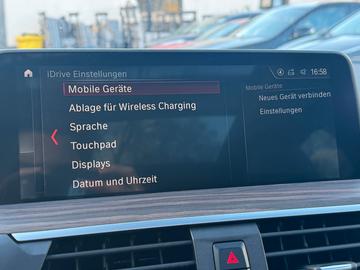 iDrive Einstellungen
16:58
Mobile Geräte
Ablage für Wireless Charging
Sprache
Touchpad
Displays
Datum und Uhrzeit
Mobile Geräte
Neues Gerät verbinden
Einstellungen